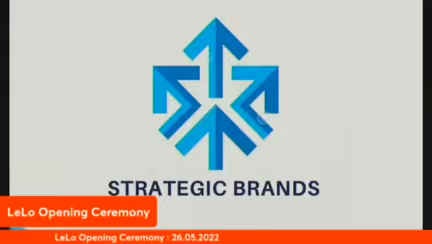 STRATEGIC BRANDS
LeLo Opening Ceremony
LeLo Opening Ceremony : 26.05.2022